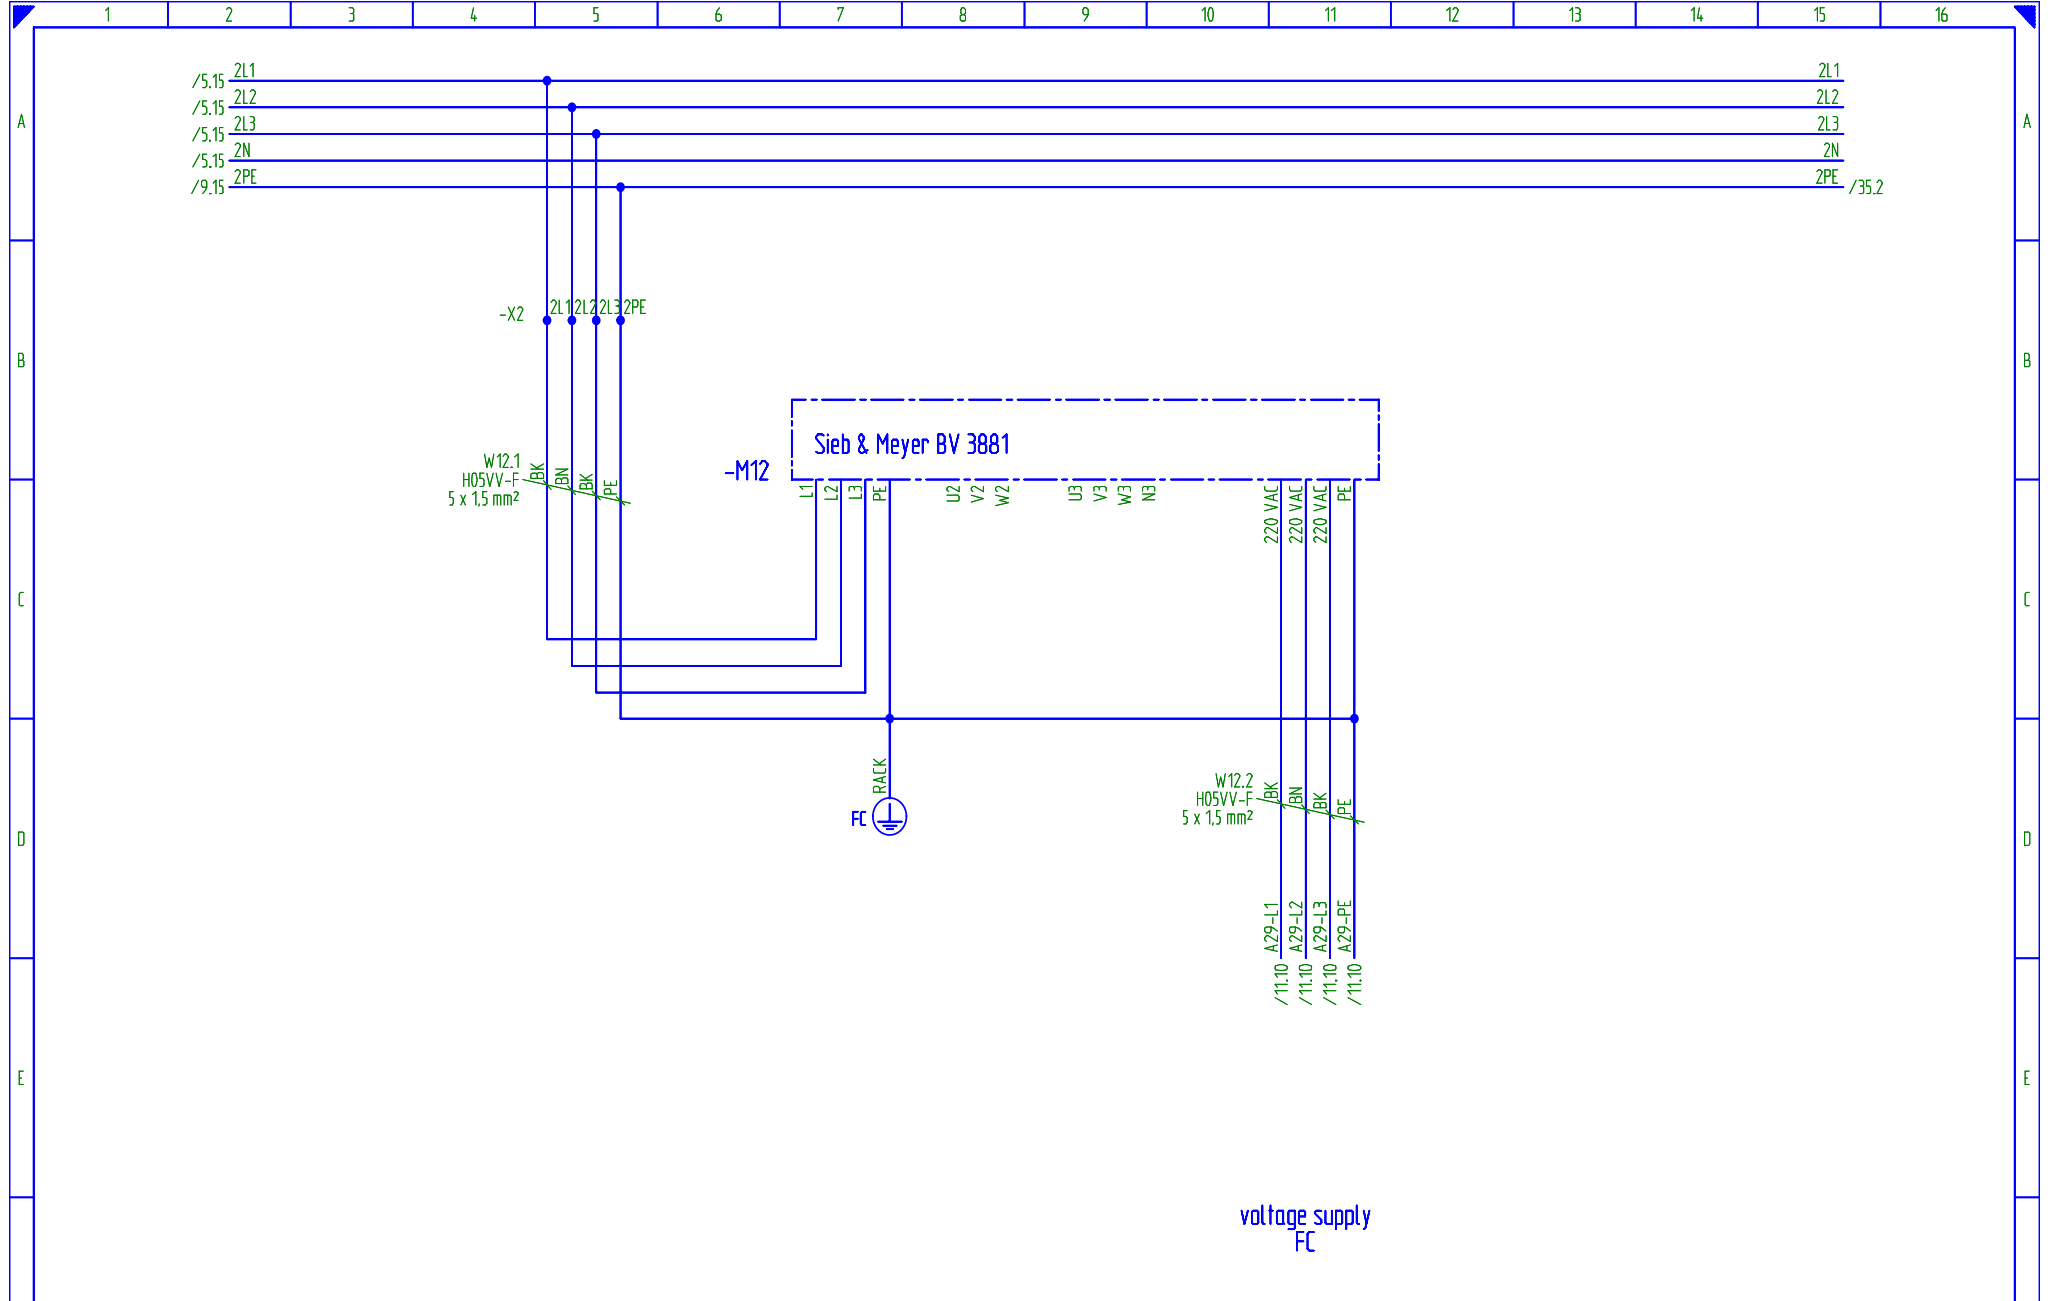 1 2 3 4 5 6 7 8 9 10 11 12 13 14 15 16
/5.15 2L1 2L1
/5.15 2L2 2L2
A A
/5.15 2L3 2L3
/5.15 2N 2N
/9.15 2PE 2PE /35.2
-X2 2L1 2L2 2L3 2PE
B B
Sieb & Meyer BV 3881
-M12
W12.1
H05VV-F
5 x 1,5 mm²
BK BN BK PE
L1 L2 L3 PE U2 V2 W2 U3 V3 W3 N3 220 VAC 220 VAC 220 VAC PE
C C
RACK
FC
W12.2
H05VV-F
5 x 1,5 mm²
BK BN BK PE
D D
A29-L1 A29-L2 A29-L3 A29-PE
/11.10 /11.10 /11.10 /11.10
E E
voltage supply
FC